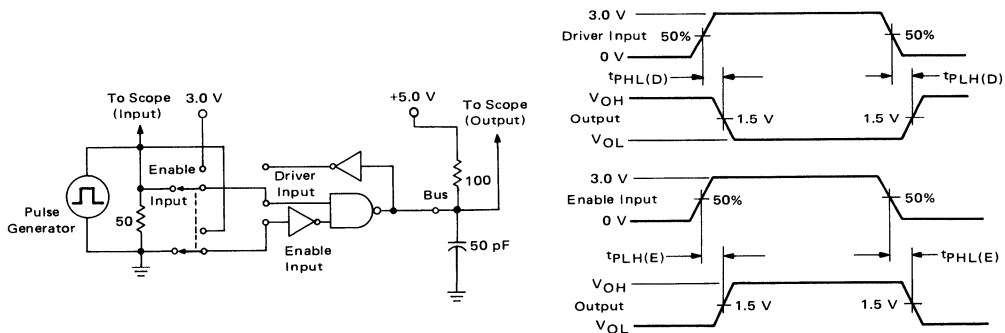 To Scope
(Input)
3.0 V
+5.0 V
To Scope
(Output)
Enable
Input
Driver
Input
100
Bus
Pulse
Generator
50
Enable
Input
50 pF
3.0 V
Driver Input
50%
50%
0 V
tPHL(D)
tPLH(D)
VOH
Output
1.5 V
1.5 V
VOL
3.0 V
Enable Input
50%
50%
0 V
tPLH(E)
tPHL(E)
VOH
Output
1.5 V
1.5 V
VOL